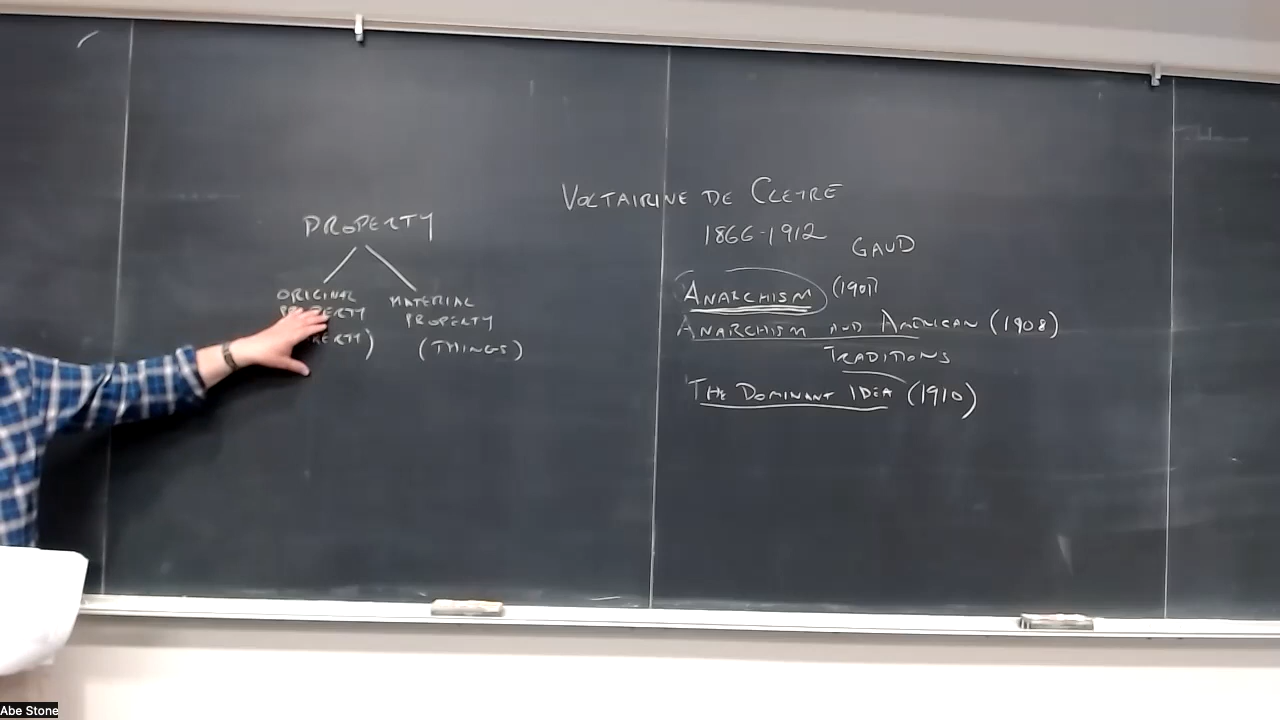 PROPERTY
ORIGINAL
PROPERTY
MATERIAL
PROPERTY
(THINGS)
VOLTAIRINE DE CLEYRE
1866-1912
GAUD
ANARCHISM (1901)
ANARCHISM AND AMERICAN (1908)
TRADITIONS
THE DOMINANT IDEA (1910)
Abe Stone